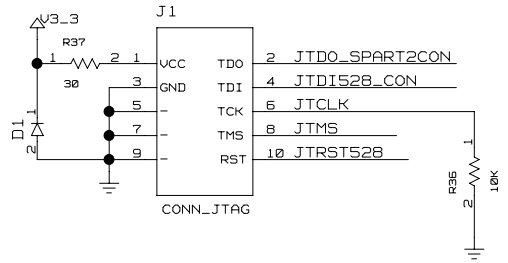 J1
V3_3
R37
1 2 1 VCC TDO 2 JTDO_SPART2CON
30 3 GND TDI 4 JTDI528_CON
1 5 - TCK 6 JTCLK
D1 7 - TMS 8 JTMS 1
2 9 - RST 10 JTRST528
R36 10K
2
CONN_JTAG